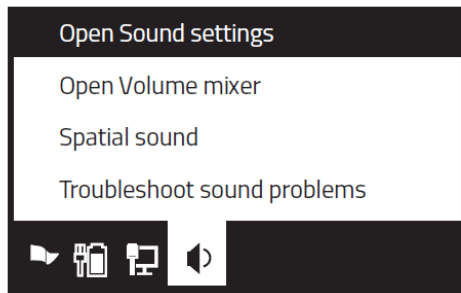 Open Sound settings
Open Volume mixer
Spatial sound
Troubleshoot sound problems